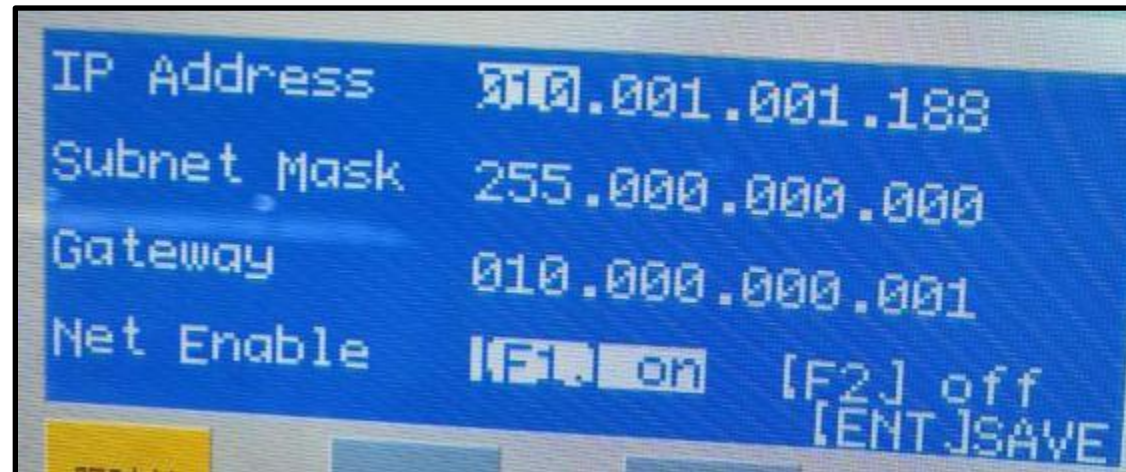 IP Address 010.001.001.188
Subnet Mask 255.000.000.000
Gateway 010.000.000.001
Net Enable [F1] on [F2] off
[ENT]SAVE